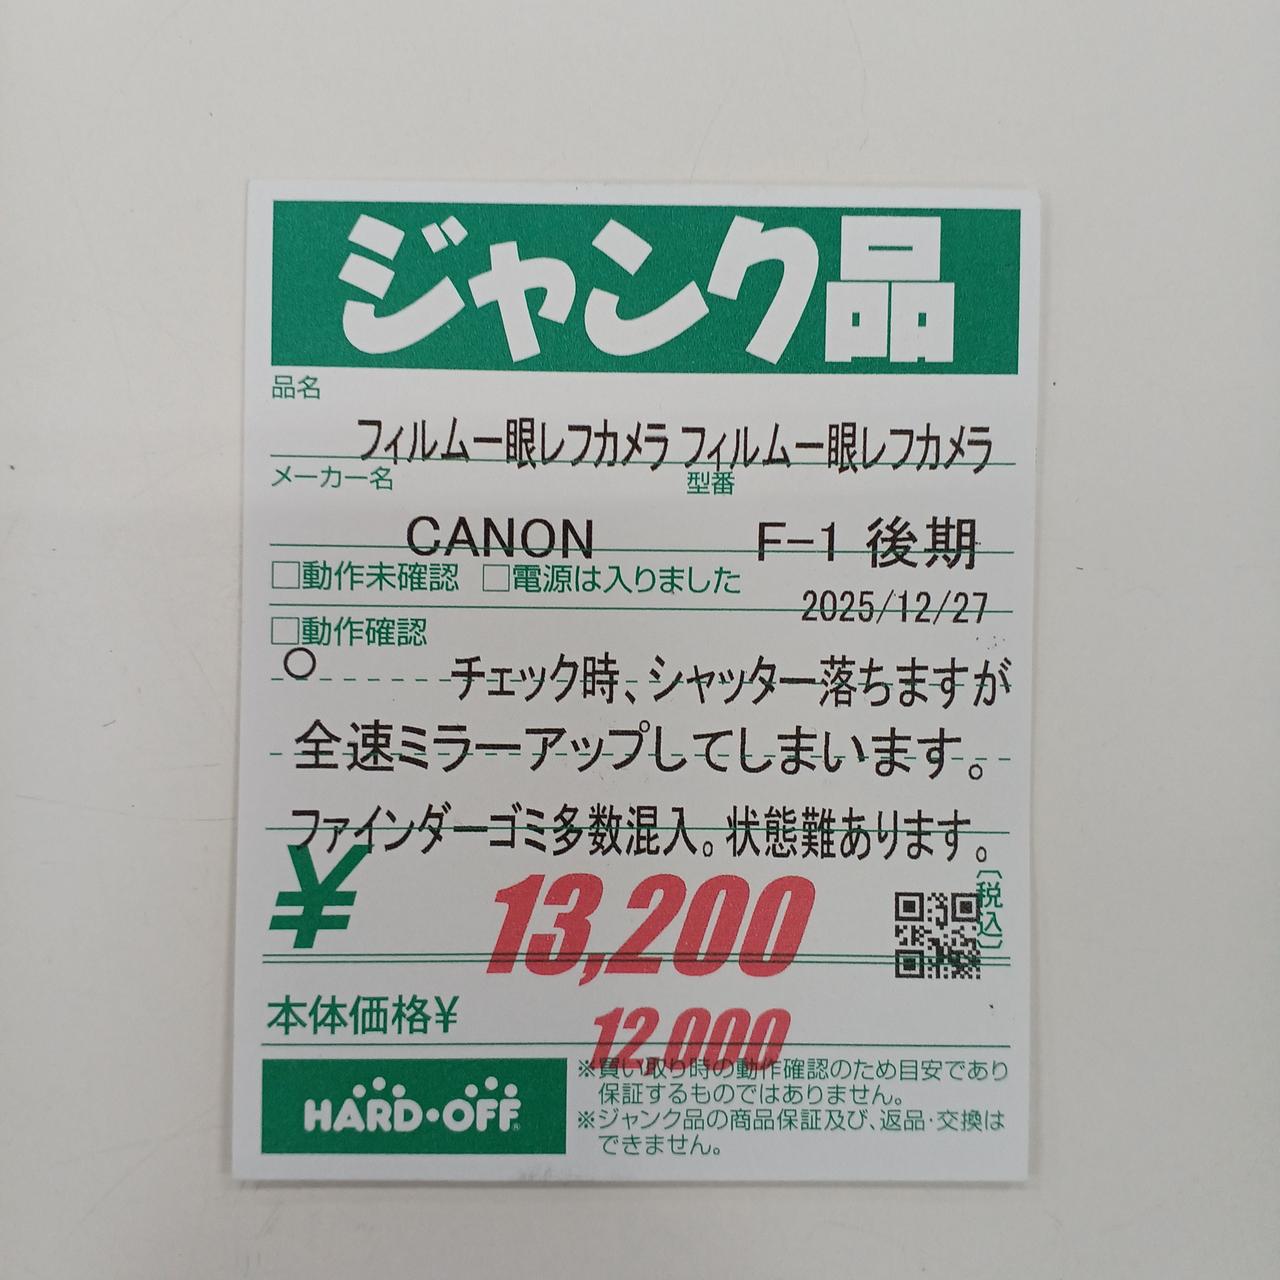 ジャンク品
品名
フィルム一眼レフカメラ フィルム一眼レフカメラ
メーカー名 型番
CANON F-1 後期
□動作未確認 □電源は入りました
2025/12/27
□動作確認
○ チェック時、シャッター落ちますが
全速ミラーアップしてしまいます。
ファインダーゴミ多数混入。状態難あります。
¥ 13,200 〔税込〕
本体価格¥ 12,000
※買い取り時の動作確認のため目安であり
保証するものではありません。
※ジャンク品の商品保証及び、返品・交換は
できません。
HARD・OFF®